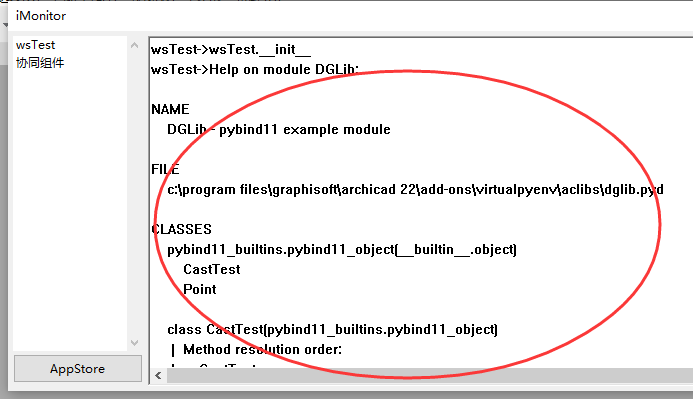 iMonitor
wsTest
协同组件
AppStore
wsTest->wsTest.__init__
wsTest->Help on module DGLib:
NAME
DGLib - pybind11 example module
FILE
c:\program files\graphisoft\archicad 22\add-ons\virtualpyenv\aclibs\dglib.pyd
CLASSES
pybind11_builtins.pybind11_object(__builtin__.object)
CastTest
Point
class CastTest(pybind11_builtins.pybind11_object)
| Method resolution order: